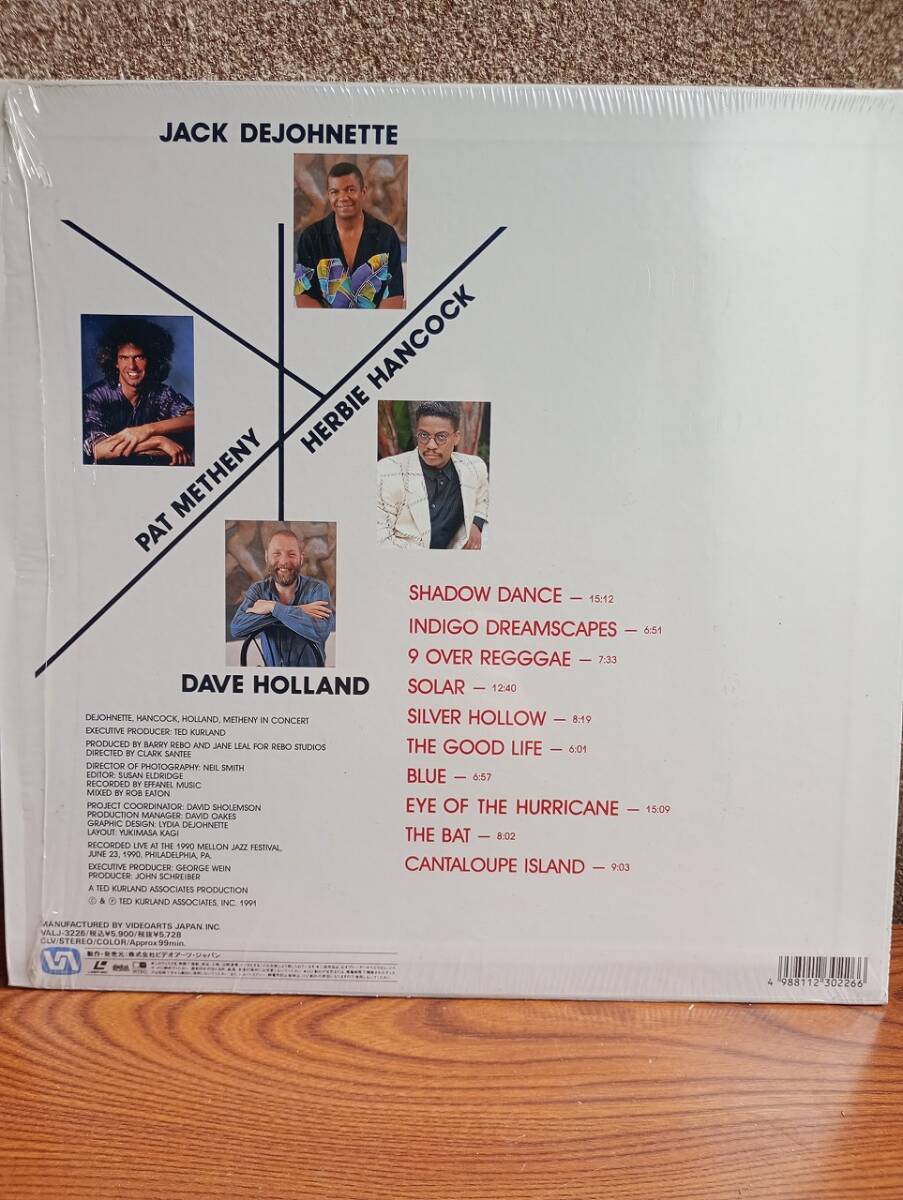 JACK DEJOHNETTE
HERBIE HANCOCK
PAT METHENY
DAVE HOLLAND
SHADOW DANCE — 15:12
INDIGO DREAMSCAPES — 6:51
9 OVER REGGGAE — 7:33
SOLAR — 12:40
SILVER HOLLOW — 8:19
THE GOOD LIFE — 6:01
BLUE — 6:57
EYE OF THE HURRICANE — 15:09
THE BAT — 8:02
CANTALOUPE ISLAND — 9:03
DEJOHNETTE, HANCOCK, HOLLAND, METHENY IN CONCERT
EXECUTIVE PRODUCER: TED KURLAND
PRODUCED BY BARRY REBO AND JANE LEAL FOR REBO STUDIOS
DIRECTED BY CLARK SANTEE
DIRECTOR OF PHOTOGRAPHY: NEIL SMITH
EDITOR: SUSAN ELDRIDGE
RECORDED BY EFFANEL MUSIC
MIXED BY ROB EATON
PROJECT COORDINATOR: DAVID SHOLEMSON
PRODUCTION MANAGER: DAVID OAKES
GRAPHIC DESIGN: LYDIA DEJOHNETTE
LAYOUT: YUKIMASA KAGI
RECORDED LIVE AT THE 1990 MELLON JAZZ FESTIVAL,
JUNE 23, 1990, PHILADELPHIA, PA.
EXECUTIVE PRODUCER: GEORGE WEIN
PRODUCER: JOHN SCHREIBER
A TED KURLAND ASSOCIATES PRODUCTION
© & ℗ TED KURLAND ASSOCIATES, INC. 1991
MANUFACTURED BY VIDEOARTS JAPAN.INC.
VALJ-3226/税込¥5,900/税抜¥5,728
CLV/STEREO/COLOR/Approx 99min.
VA
製作・発売元:株式会社ビデオアーツ・ジャパン
4 988112 302266